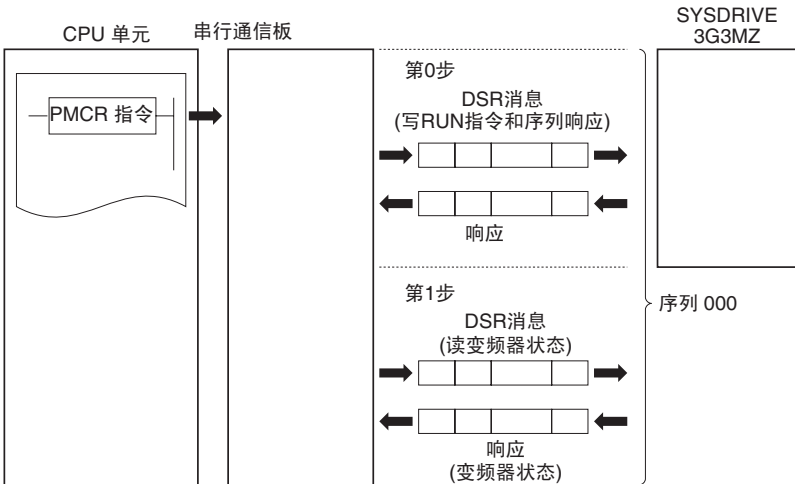 CPU 单元
串行通信板
SYSDRIVE
3G3MZ
PMCR 指令
第0步
DSR消息
(写RUN指令和序列响应)
响应
第1步
DSR消息
(读变频器状态)
响应
(变频器状态)
序列 000